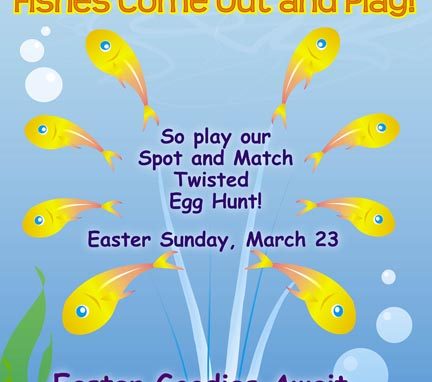 Fishes Come Out and Play!
So play our
Spot and Match
Twisted
Egg Hunt!
Easter Sunday, March 23
Easter Goodies Await